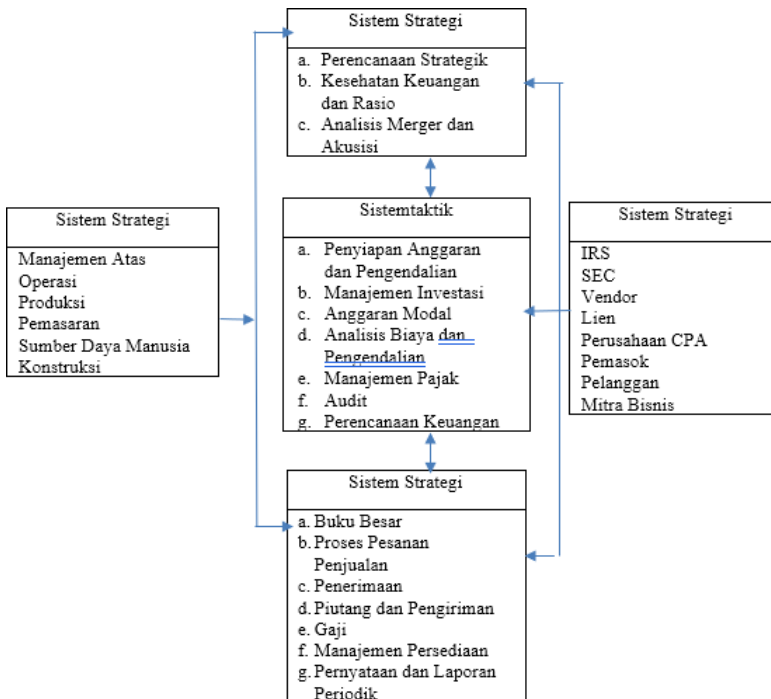 Sistem Strategi
a. Perencanaan Strategik
b. Kesehatan Keuangan
dan Rasio
c. Analisis Merger dan
Akusisi
Sistem Strategi
Manajemen Atas
Operasi
Produksi
Pemasaran
Sumber Daya Manusia
Konstruksi
Sistemtaktik
a. Penyiapan Anggaran
dan Pengendalian
b. Manajemen Investasi
c. Anggaran Modal
d. Analisis Biaya dan
Pengendalian
e. Manajemen Pajak
f. Audit
g. Perencanaan Keuangan
Sistem Strategi
IRS
SEC
Vendor
Lien
Perusahaan CPA
Pemasok
Pelanggan
Mitra Bisnis
Sistem Strategi
a. Buku Besar
b. Proses Pesanan
Penjualan
c. Penerimaan
d. Piutang dan Pengiriman
e. Gaji
f. Manajemen Persediaan
g. Pernyataan dan Laporan
Periodik